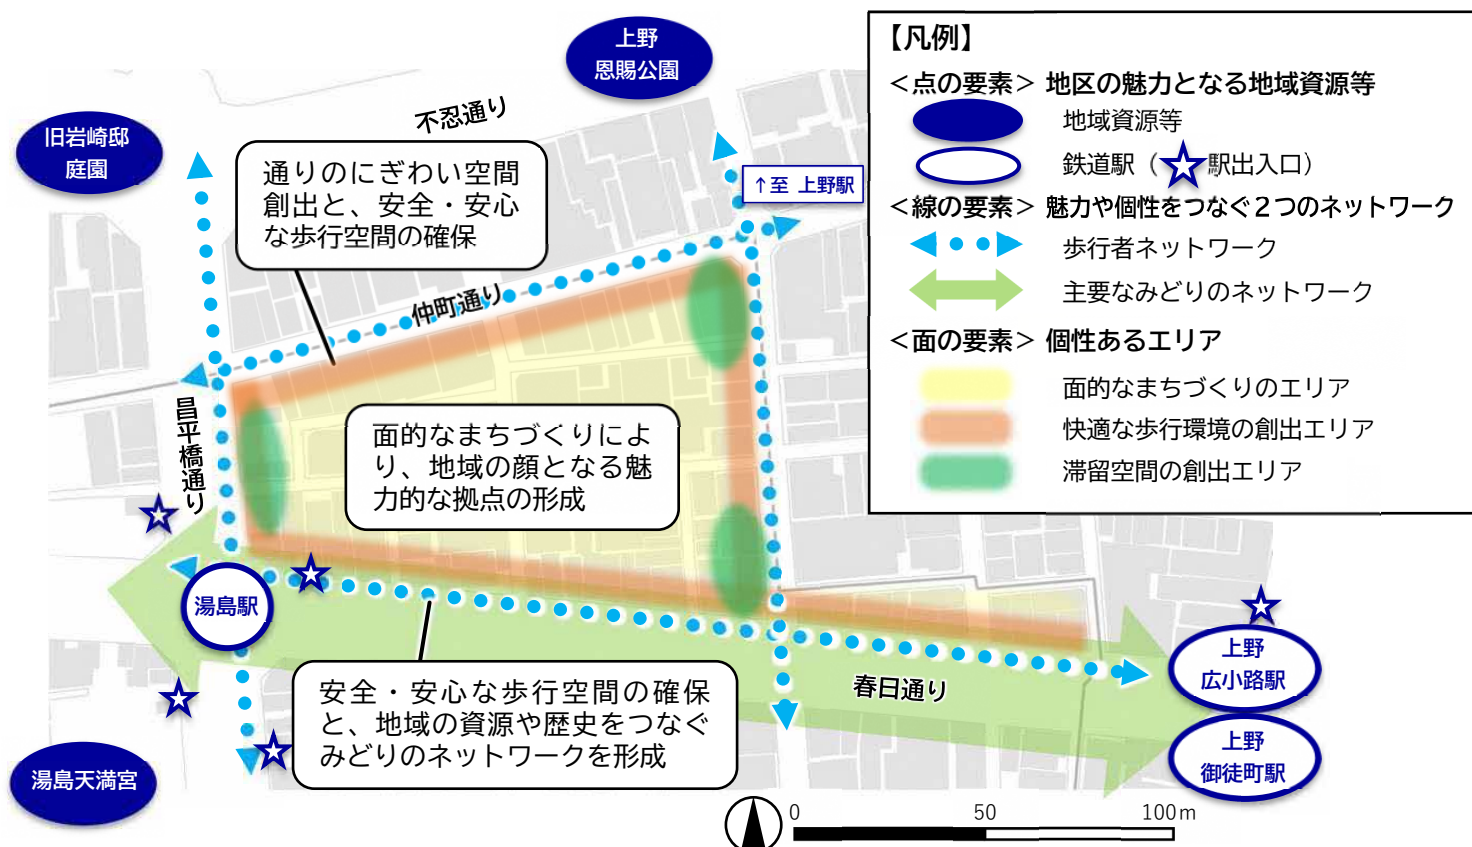 上野
恩賜公園
旧岩崎邸
庭園
不忍通り
通りのにぎわい空間
創出と、安全・安心
な歩行空間の確保
↑至 上野駅
仲町通り
昌平橋通り
面的なまちづくりによ
り、地域の顔となる魅
力的な拠点の形成
湯島駅
安全・安心な歩行空間の確保
と、地域の資源や歴史をつなぐ
みどりのネットワークを形成
春日通り
上野
広小路駅
上野
御徒町駅
湯島天満宮
0 50 100m
【凡例】
<点の要素> 地区の魅力となる地域資源等
地域資源等
鉄道駅（ 駅出入口）
<線の要素> 魅力や個性をつなぐ２つのネットワーク
歩行者ネットワーク
主要なみどりのネットワーク
<面の要素> 個性あるエリア
面的なまちづくりのエリア
快適な歩行環境の創出エリア
滞留空間の創出エリア